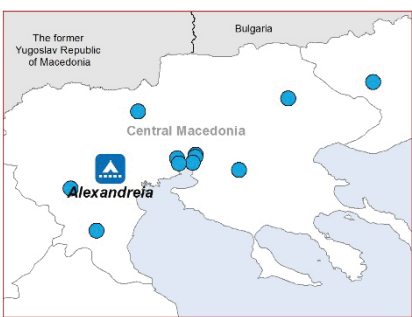 The former
Yugoslav Republic
of Macedonia
Bulgaria
Central Macedonia
Alexandreia